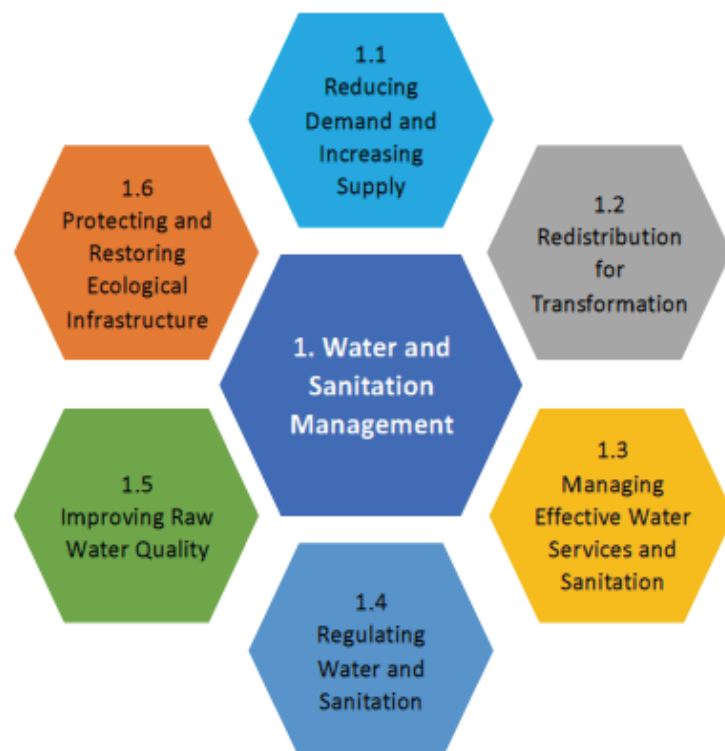 1.1
Reducing
Demand and
Increasing
Supply
1.2
Redistribution
for
Transformation
1.3
Managing
Effective Water
Services and
Sanitation
1.4
Regulating
Water and
Sanitation
1.5
Improving Raw
Water Quality
1.6
Protecting and
Restoring
Ecological
Infrastructure
1. Water and
Sanitation
Management